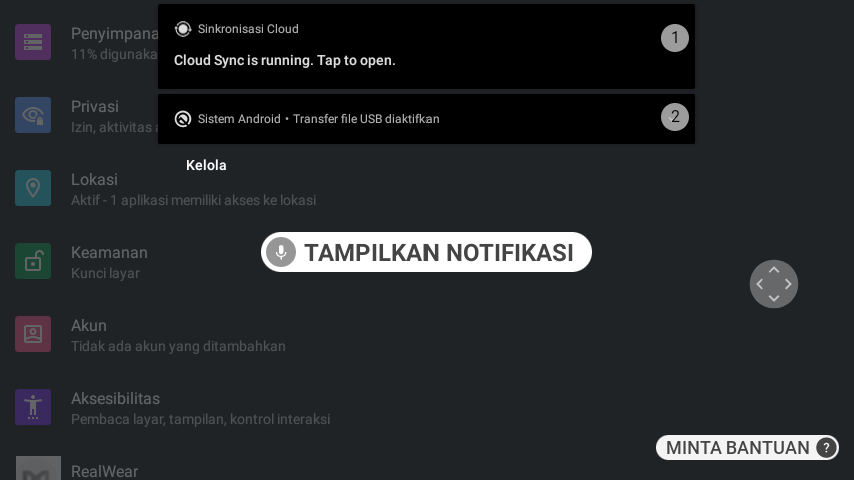 Sinkronisasi Cloud
1
Cloud Sync is running. Tap to open.
Sistem Android • Transfer file USB diaktifkan
2
Kelola
Penyimpana
11% digunaka
Privasi
Izin, aktivitas
Lokasi
Aktif - 1 aplikasi memiliki akses ke lokasi
TAMPILKAN NOTIFIKASI
Keamanan
Kunci layar
Akun
Tidak ada akun yang ditambahkan
Aksesibilitas
Pembaca layar, tampilan, kontrol interaksi
MINTA BANTUAN ?
RealWear